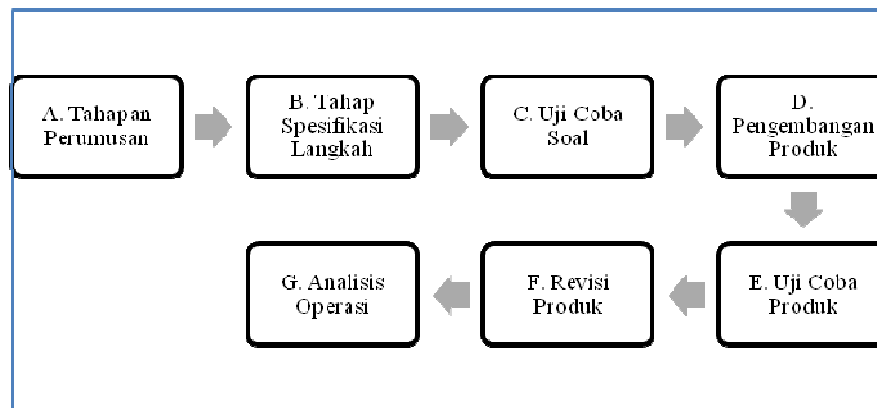 A. Tahapan
Perumusan
B. Tahap
Spesifikasi
Langkah
C. Uji Coba
Soal
D.
Pengembangan
Produk
E. Uji Coba
Produk
F. Revisi
Produk
G. Analisis
Operasi